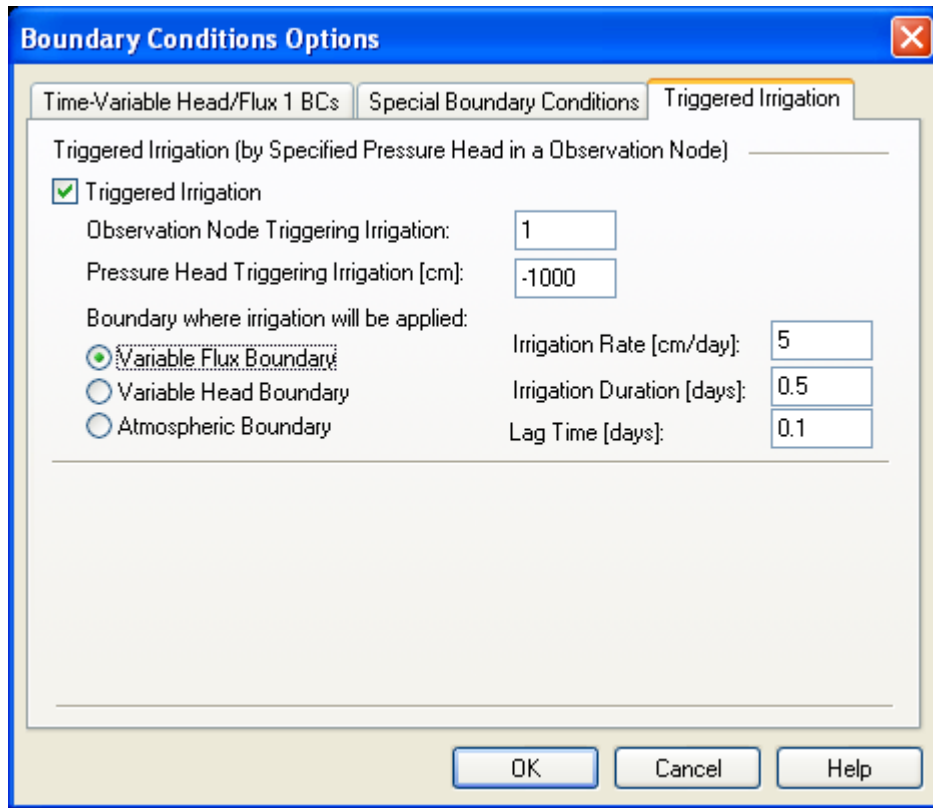 Boundary Conditions Options
Time-Variable Head/Flux 1 BCs
Special Boundary Conditions
Triggered Irrigation
Triggered Irrigation (by Specified Pressure Head in a Observation Node)
Triggered Irrigation
Observation Node Triggering Irrigation: 1
Pressure Head Triggering Irrigation [cm]: -1000
Boundary where irrigation will be applied:
Variable Flux Boundary
Variable Head Boundary
Atmospheric Boundary
Irrigation Rate [cm/day]: 5
Irrigation Duration [days]: 0.5
Lag Time [days]: 0.1
OK
Cancel
Help